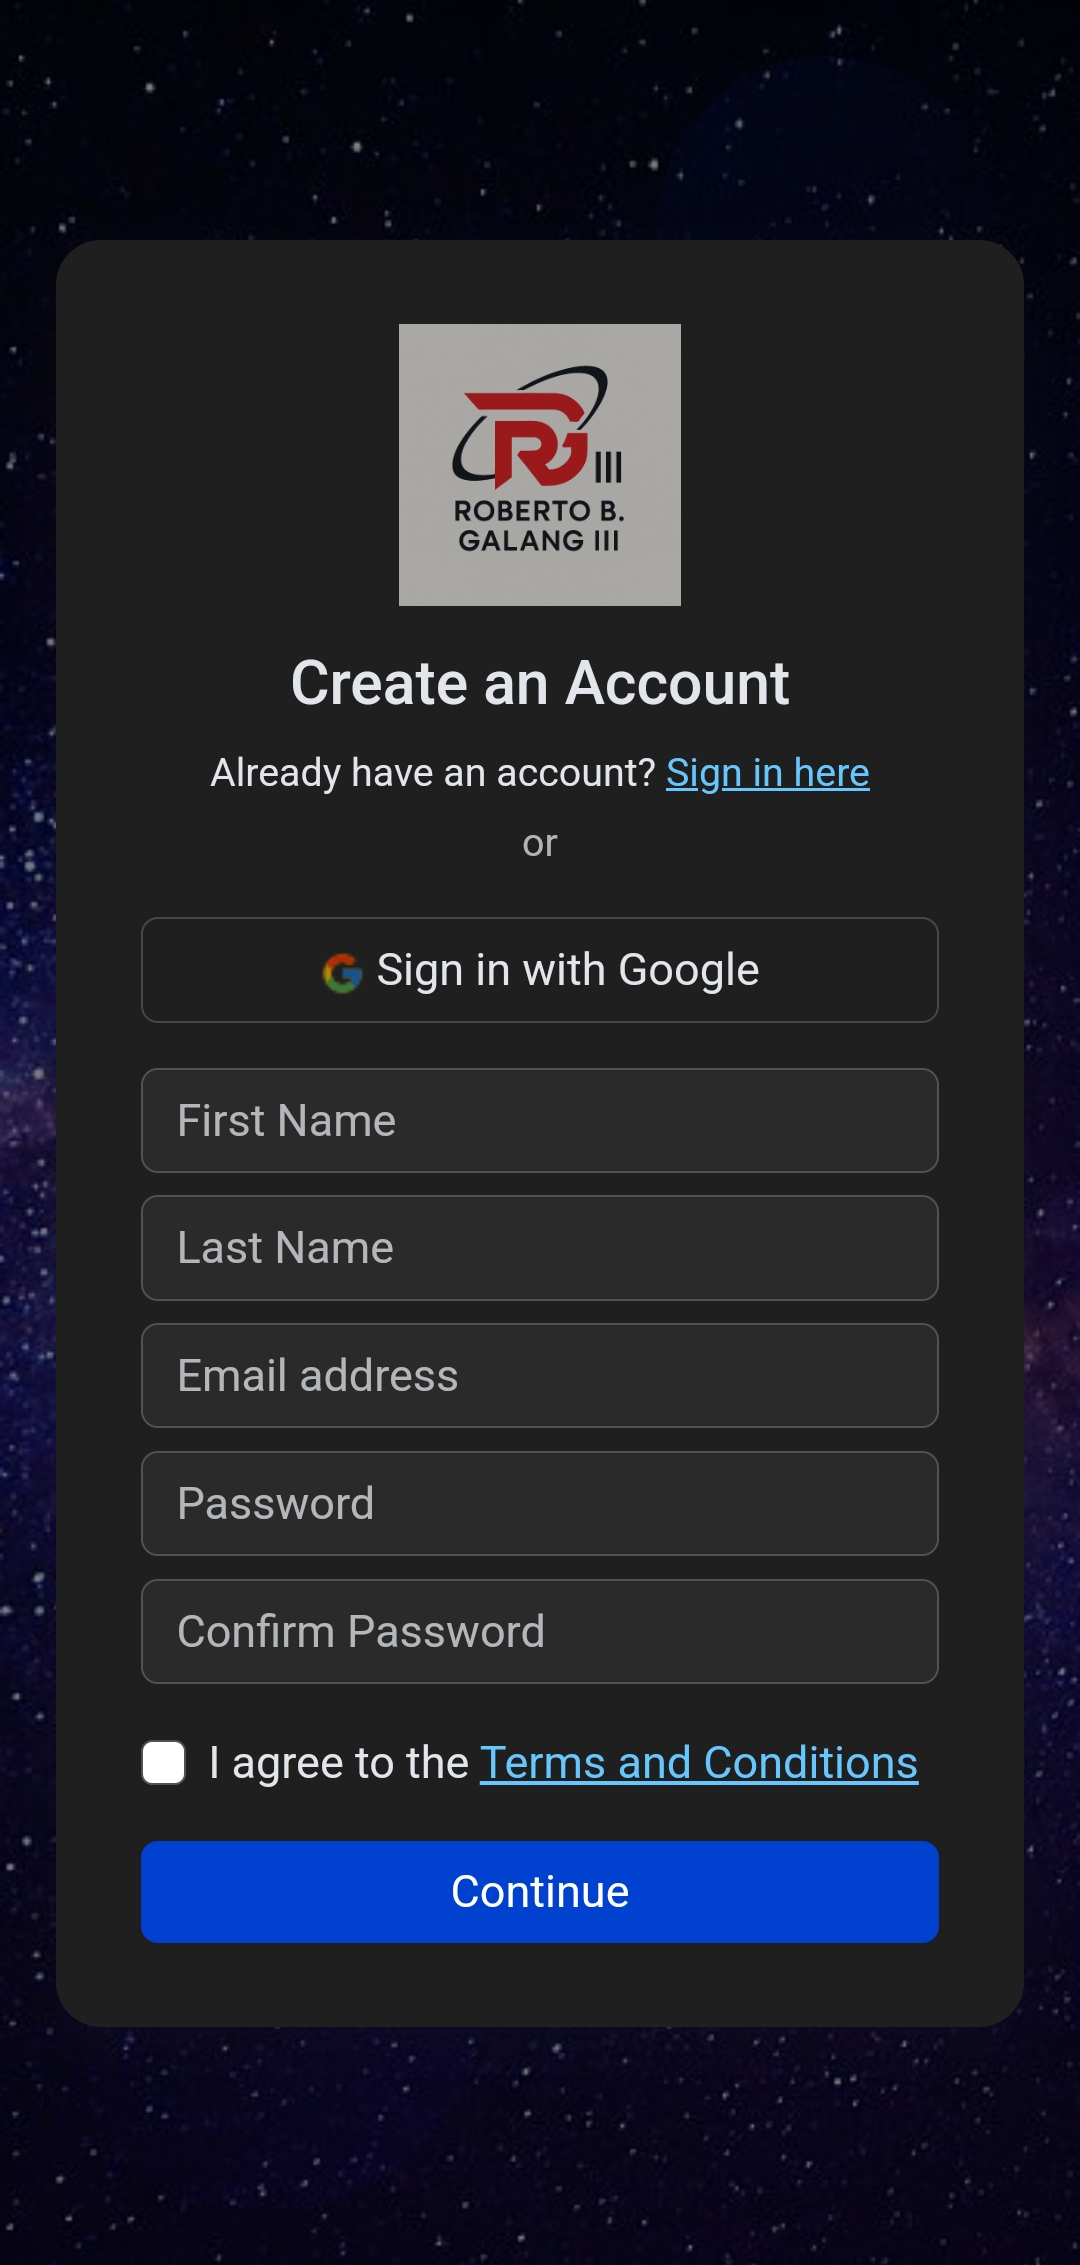 III
ROBERTO B.
GALANG III
Create an Account
Already have an account? Sign in here
or
Sign in with Google
First Name
Last Name
Email address
Password
Confirm Password
I agree to the Terms and Conditions
Continue